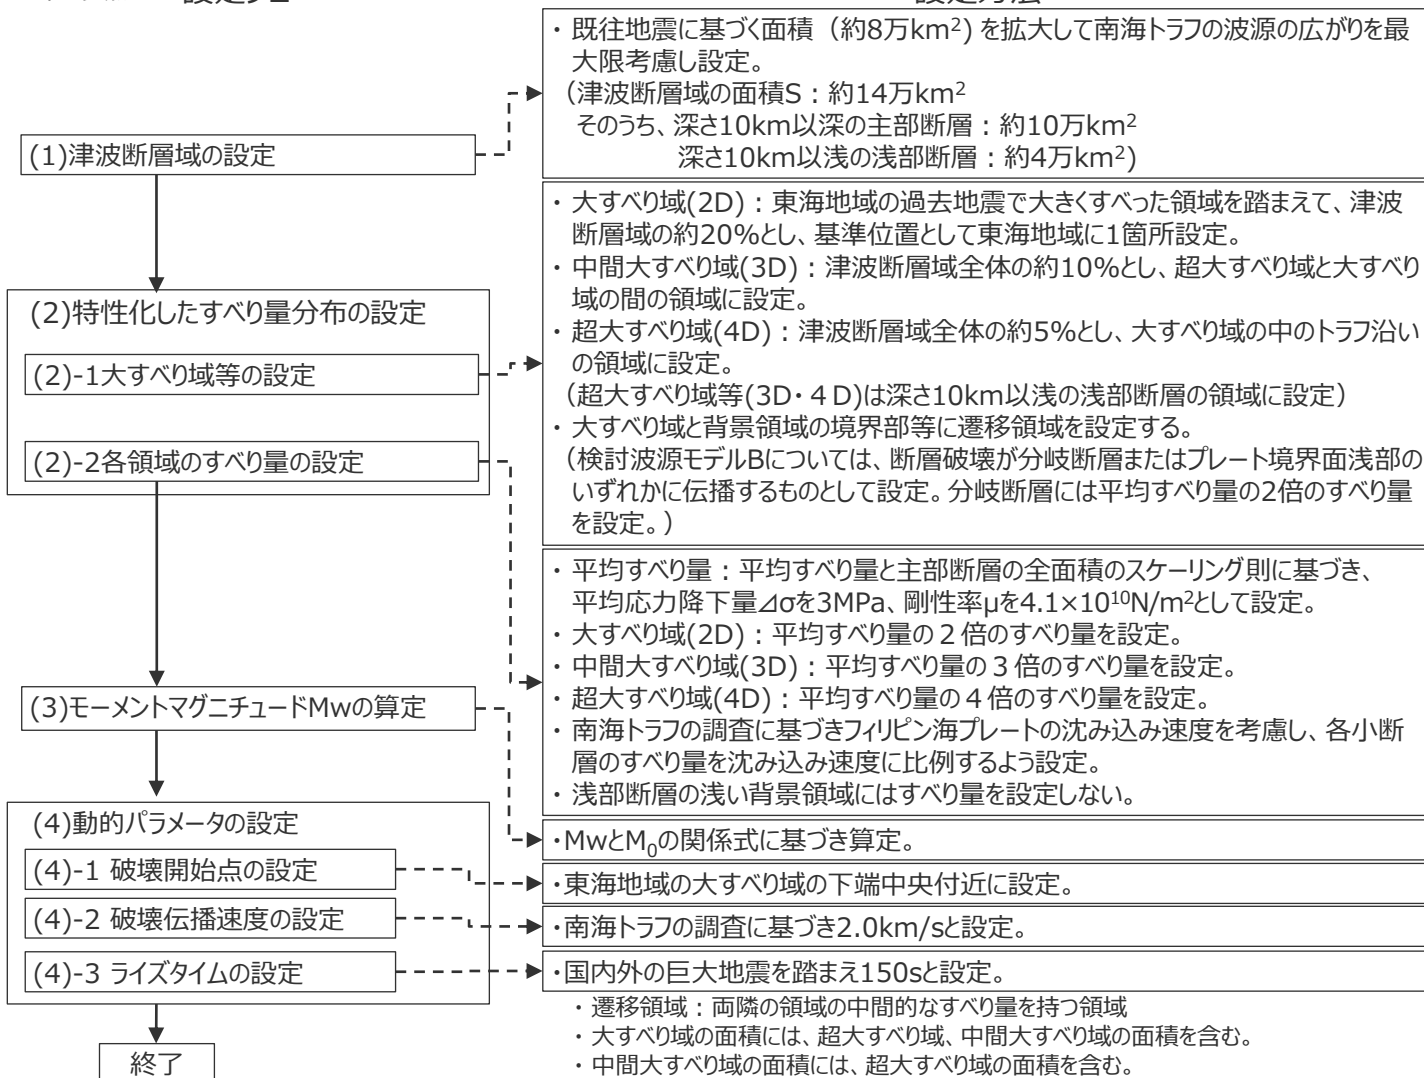 ・ 既往地震に基づく面積（約8万km²) を拡大して南海トラフの波源の広がりを最
大限考慮し設定。
（津波断層域の面積S：約14万km²
そのうち、深さ10km以深の主部断層：約10万km²
深さ10km以浅の浅部断層：約4万km²)
(1)津波断層域の設定
・ 大すべり域(2D)：東海地域の過去地震で大きくすべった領域を踏まえて、津波
断層域の約20%とし、基準位置として東海地域に1箇所設定。
・ 中間大すべり域(3D)：津波断層域全体の約10%とし、超大すべり域と大すべり
域の間の領域に設定。
・ 超大すべり域(4D)：津波断層域全体の約5%とし、大すべり域の中のトラフ沿い
の領域に設定。
（超大すべり域等(3D・４D)は深さ10km以浅の浅部断層の領域に設定）
・ 大すべり域と背景領域の境界部等に遷移領域を設定する。
（検討波源モデルBについては、断層破壊が分岐断層またはプレート境界面浅部の
いずれかに伝播するものとして設定。分岐断層には平均すべり量の2倍のすべり量
を設定。）
(2)特性化したすべり量分布の設定
(2)-1大すべり域等の設定
(2)-2各領域のすべり量の設定
・ 平均すべり量：平均すべり量と主部断層の全面積のスケーリング則に基づき、
平均応力降下量⊿σを3MPa、剛性率μを4.1×10¹⁰N/m²として設定。
・ 大すべり域(2D)：平均すべり量の２倍のすべり量を設定。
・ 中間大すべり域(3D)：平均すべり量の３倍のすべり量を設定。
・ 超大すべり域(4D)：平均すべり量の４倍のすべり量を設定。
・ 南海トラフの調査に基づきフィリピン海プレートの沈み込み速度を考慮し、各小断
層のすべり量を沈み込み速度に比例するよう設定。
・ 浅部断層の浅い背景領域にはすべり量を設定しない。
(3)モーメントマグニチュードMwの算定
・MwとM₀の関係式に基づき算定。
(4)動的パラメータの設定
(4)-1 破壊開始点の設定
・東海地域の大すべり域の下端中央付近に設定。
(4)-2 破壊伝播速度の設定
・南海トラフの調査に基づき2.0km/sと設定。
(4)-3 ライズタイムの設定
・国内外の巨大地震を踏まえ150sと設定。
・ 遷移領域：両隣の領域の中間的なすべり量を持つ領域
・ 大すべり域の面積には、超大すべり域、中間大すべり域の面積を含む。
・ 中間大すべり域の面積には、超大すべり域の面積を含む。
終了